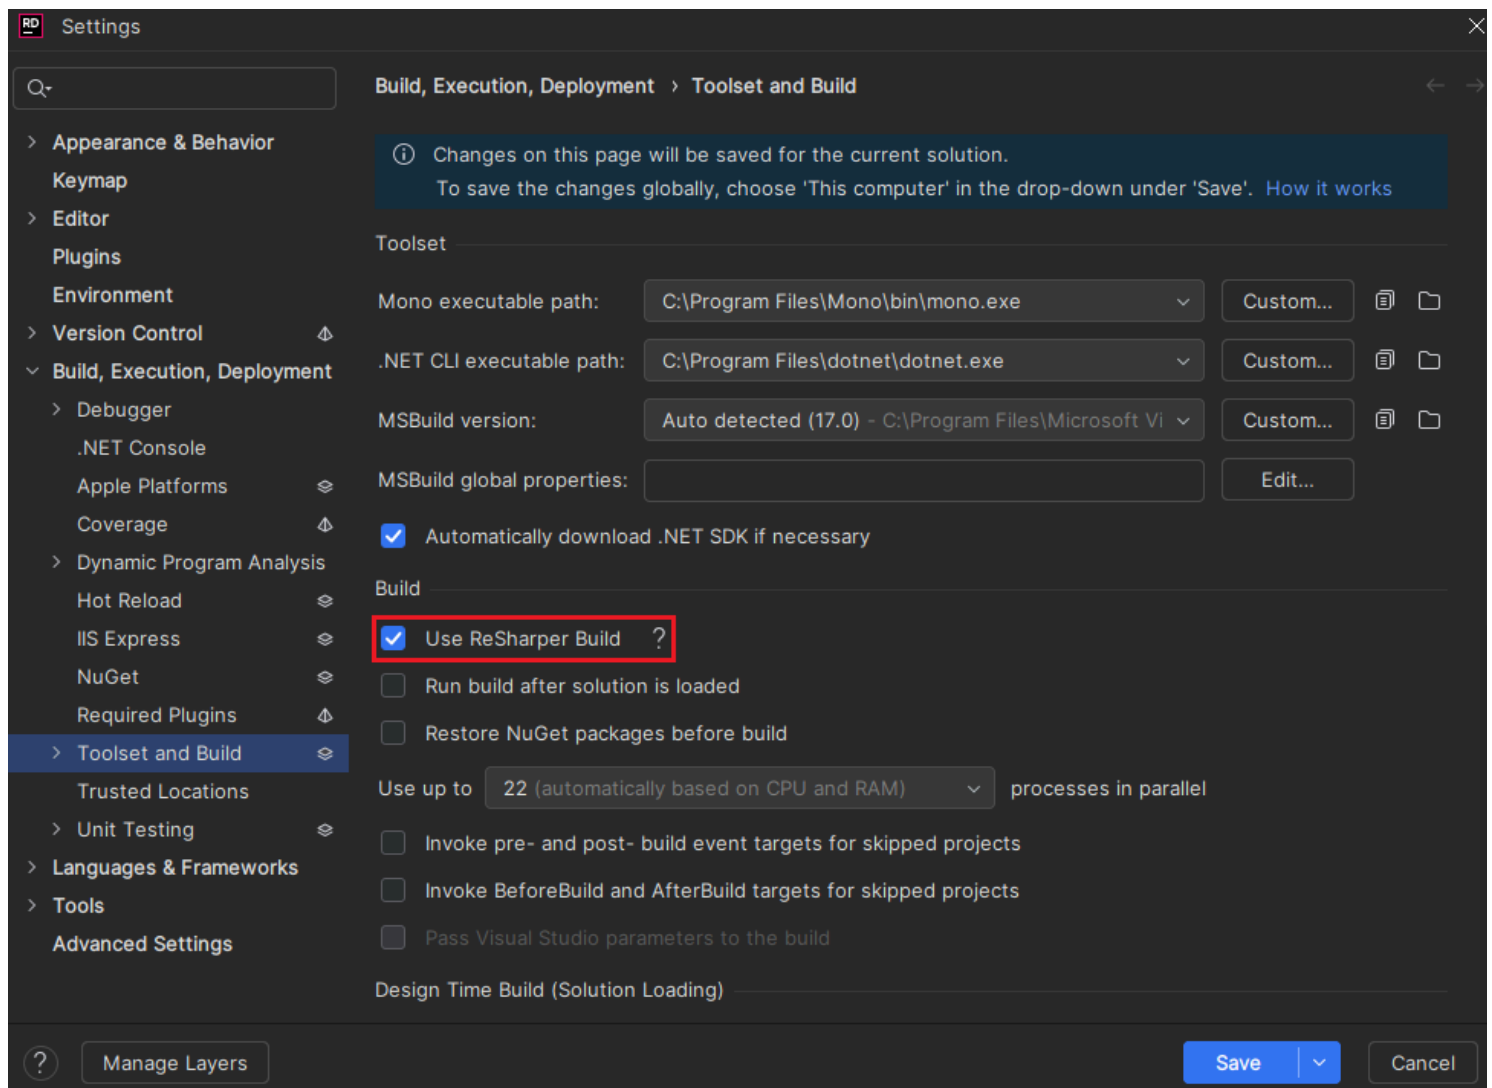 RD Settings
Build, Execution, Deployment › Toolset and Build
Appearance & Behavior
Keymap
Editor
Plugins
Environment
Version Control
Build, Execution, Deployment
Debugger
.NET Console
Apple Platforms
Coverage
Dynamic Program Analysis
Hot Reload
IIS Express
NuGet
Required Plugins
Toolset and Build
Trusted Locations
Unit Testing
Languages & Frameworks
Tools
Advanced Settings
Changes on this page will be saved for the current solution.
To save the changes globally, choose 'This computer' in the drop-down under 'Save'. How it works
Toolset
Mono executable path: C:\Program Files\Mono\bin\mono.exe Custom...
.NET CLI executable path: C:\Program Files\dotnet\dotnet.exe Custom...
MSBuild version: Auto detected (17.0) - C:\Program Files\Microsoft Vi Custom...
MSBuild global properties: Edit...
Automatically download .NET SDK if necessary
Build
Use ReSharper Build ?
Run build after solution is loaded
Restore NuGet packages before build
Use up to 22 (automatically based on CPU and RAM) processes in parallel
Invoke pre- and post- build event targets for skipped projects
Invoke BeforeBuild and AfterBuild targets for skipped projects
Pass Visual Studio parameters to the build
Design Time Build (Solution Loading)
? Manage Layers Save Cancel